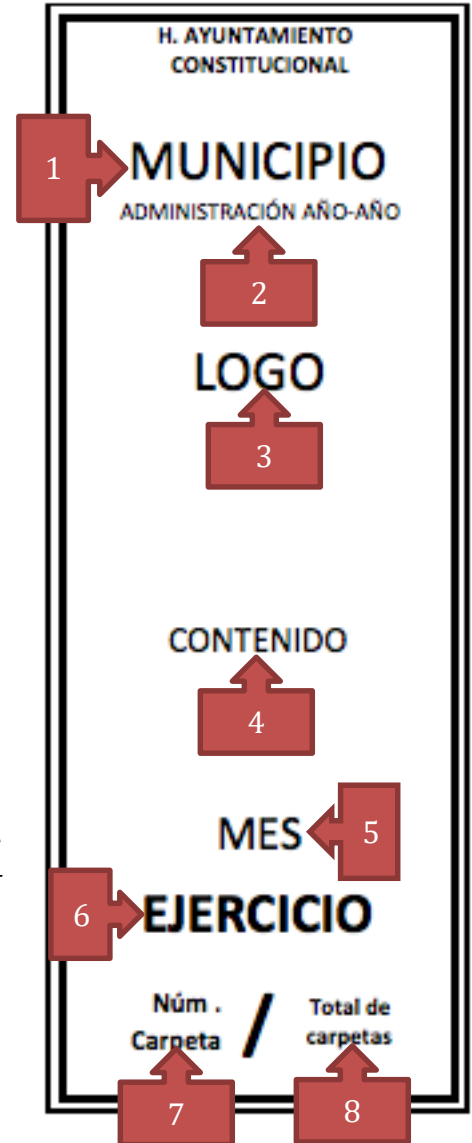 H. AYUNTAMIENTO
CONSTITUCIONAL
1
MUNICIPIO
ADMINISTRACIÓN AÑO-AÑO
2
LOGO
3
CONTENIDO
4
MES
5
6
EJERCICIO
Núm . / Total de
Carpeta carpetas
7
8